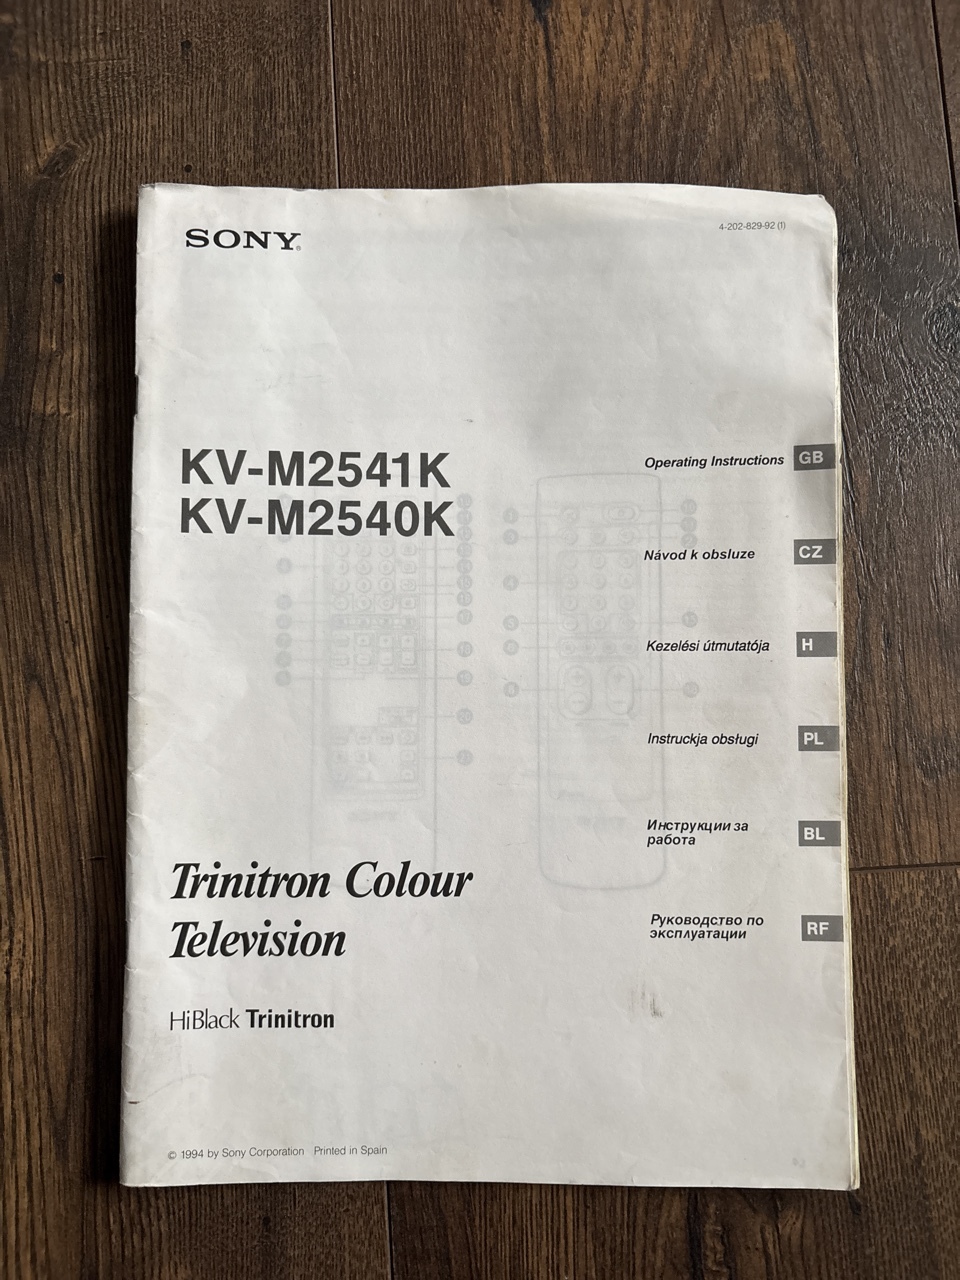 SONY®
4-202-829-92 (1)
KV-M2541K
KV-M2540K
Operating Instructions GB
Návod k obsluze CZ
Kezelési útmutatója H
Instruckja obsługi PL
Инструкции за
работа BL
Руководство по
эксплуатации RF
Trinitron Colour
Television
HiBlack Trinitron
© 1994 by Sony Corporation Printed in Spain